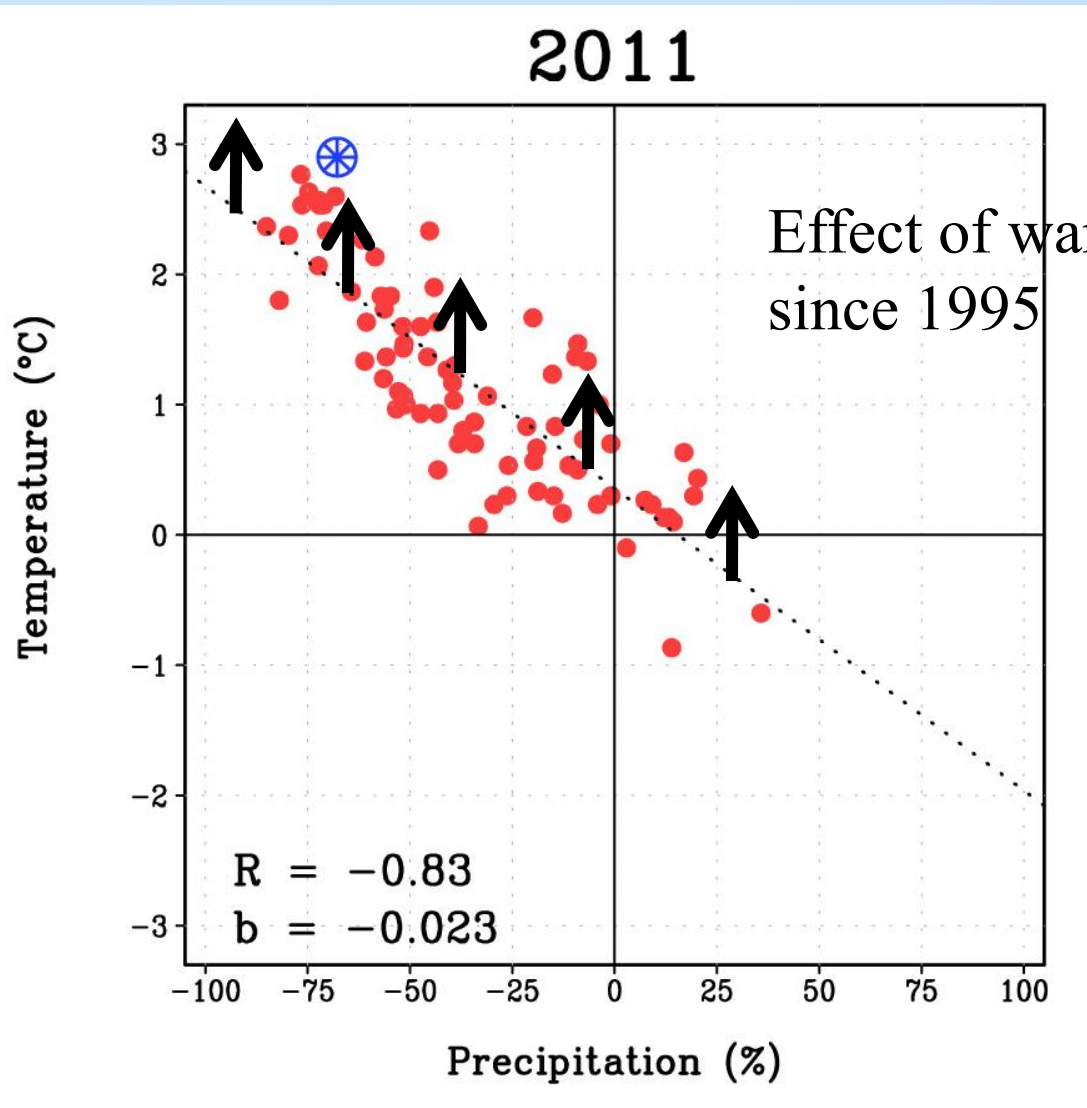 2011
Effect of
since 1995
3
2
1
0
−1
−2
−3
Temperature (°C)
R = −0.83
b = −0.023
−100 −75 −50 −25 0 25 50 75 100
Precipitation (%)